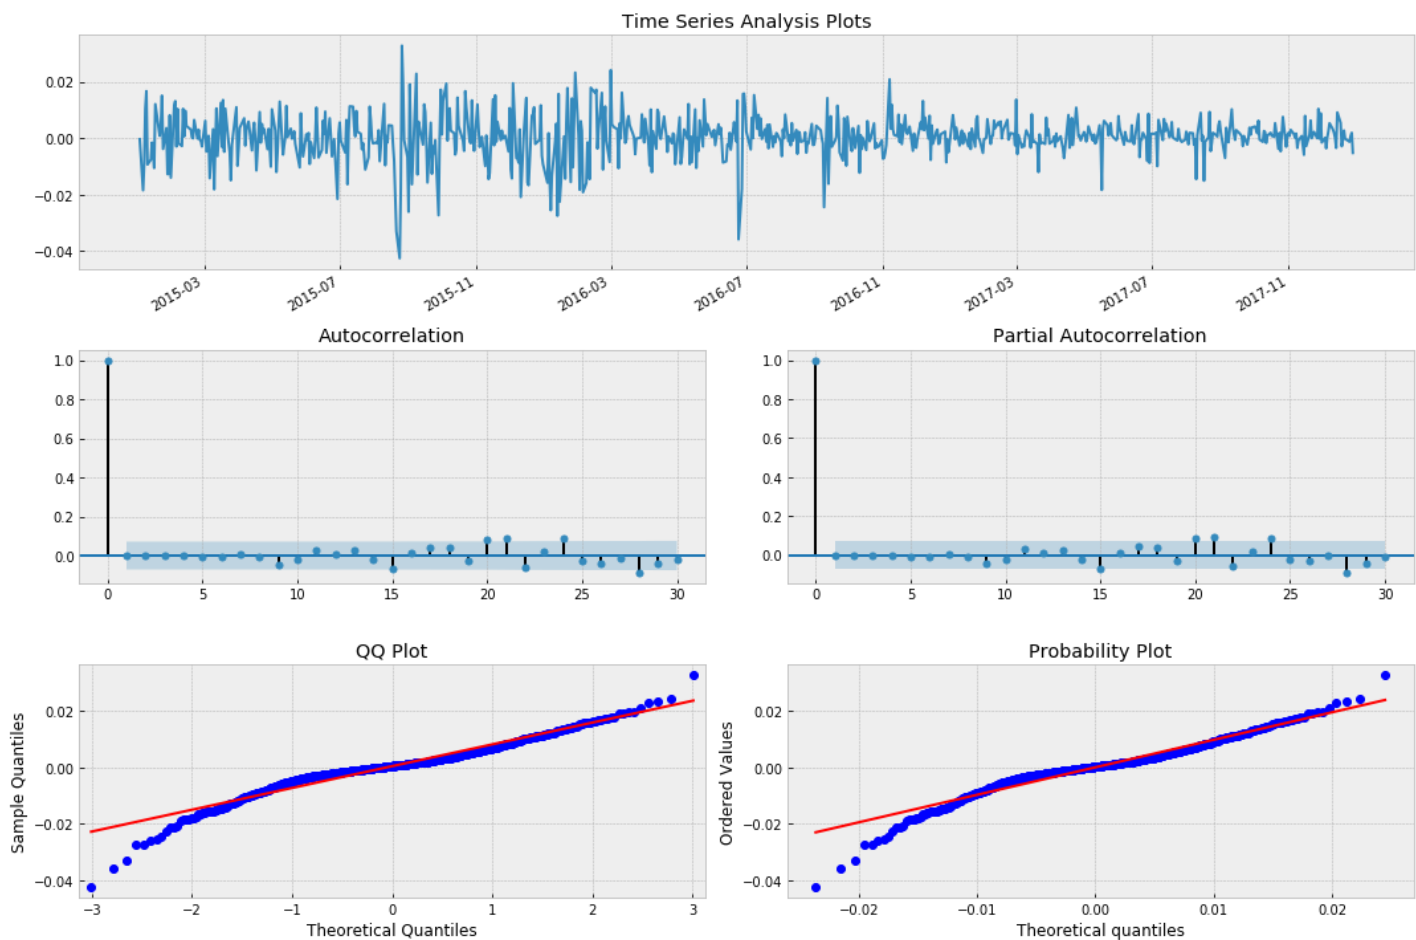 Time Series Analysis Plots
0.02
0.00
−0.02
−0.04
2015-03 2015-07 2015-11 2016-03 2016-07 2016-11 2017-03 2017-07 2017-11
Autocorrelation
1.0
0.8
0.6
0.4
0.2
0.0
0 5 10 15 20 25 30
Partial Autocorrelation
1.0
0.8
0.6
0.4
0.2
0.0
0 5 10 15 20 25 30
QQ Plot
Sample Quantiles
0.02
0.00
−0.02
−0.04
−3 −2 −1 0 1 2 3
Theoretical Quantiles
Probability Plot
Ordered Values
0.02
0.00
−0.02
−0.04
−0.02 −0.01 0.00 0.01 0.02
Theoretical quantiles